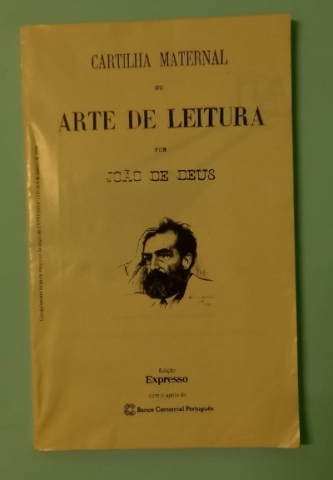 CARTILHA MATERNAL
OU
ARTE DE LEITURA
POR
JOÃO DE DEUS
Edição
Expresso
com o apoio do
Banco Comercial Português